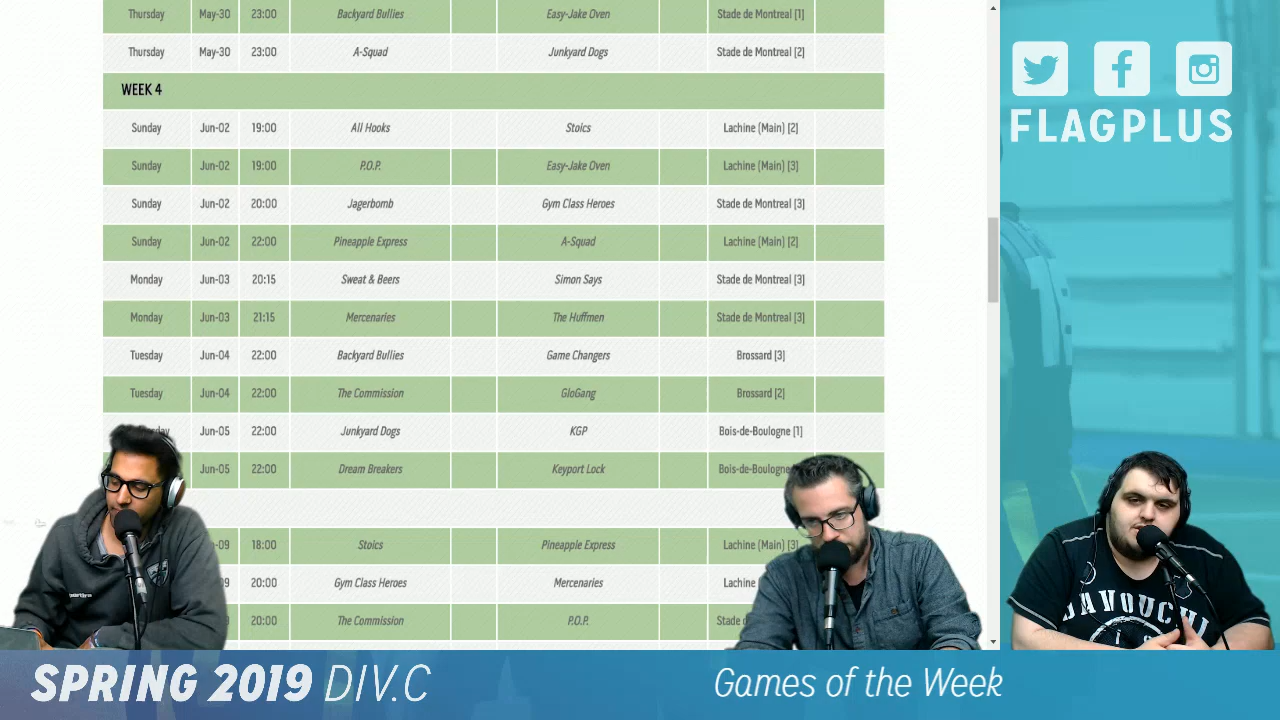 Thursday May-30 23:00 Backyard Bullies Easy-Jake Oven Stade de Montreal [1]
Thursday May-30 23:00 A-Squad Junkyard Dogs Stade de Montreal [2]
WEEK 4
Sunday Jun-02 19:00 All Hooks Stoics Lachine (Main) [2]
Sunday Jun-02 19:00 P.O.P. Easy-Jake Oven Lachine (Main) [3]
Sunday Jun-02 20:00 Jagerbomb Gym Class Heroes Stade de Montreal [3]
Sunday Jun-02 22:00 Pineapple Express A-Squad Lachine (Main) [2]
Monday Jun-03 20:15 Sweat & Beers Simon Says Stade de Montreal [3]
Monday Jun-03 21:15 Mercenaries The Huffmen Stade de Montreal [3]
Tuesday Jun-04 22:00 Backyard Bullies Game Changers Brossard [3]
Tuesday Jun-04 22:00 The Commission GloGang Brossard [2]
Jun-05 22:00 Junkyard Dogs KGP Bois-de-Boulogne [1]
Jun-05 22:00 Dream Breakers Keyport Lock Bois-de-Boulogne
-09 18:00 Stoics Pineapple Express Lachine (Main) [3]
20:00 Gym Class Heroes Mercenaries Lachine
20:00 The Commission P.O.P. Stade
FLAGPLUS
SPRING 2019 DIV.C
Games of the Week